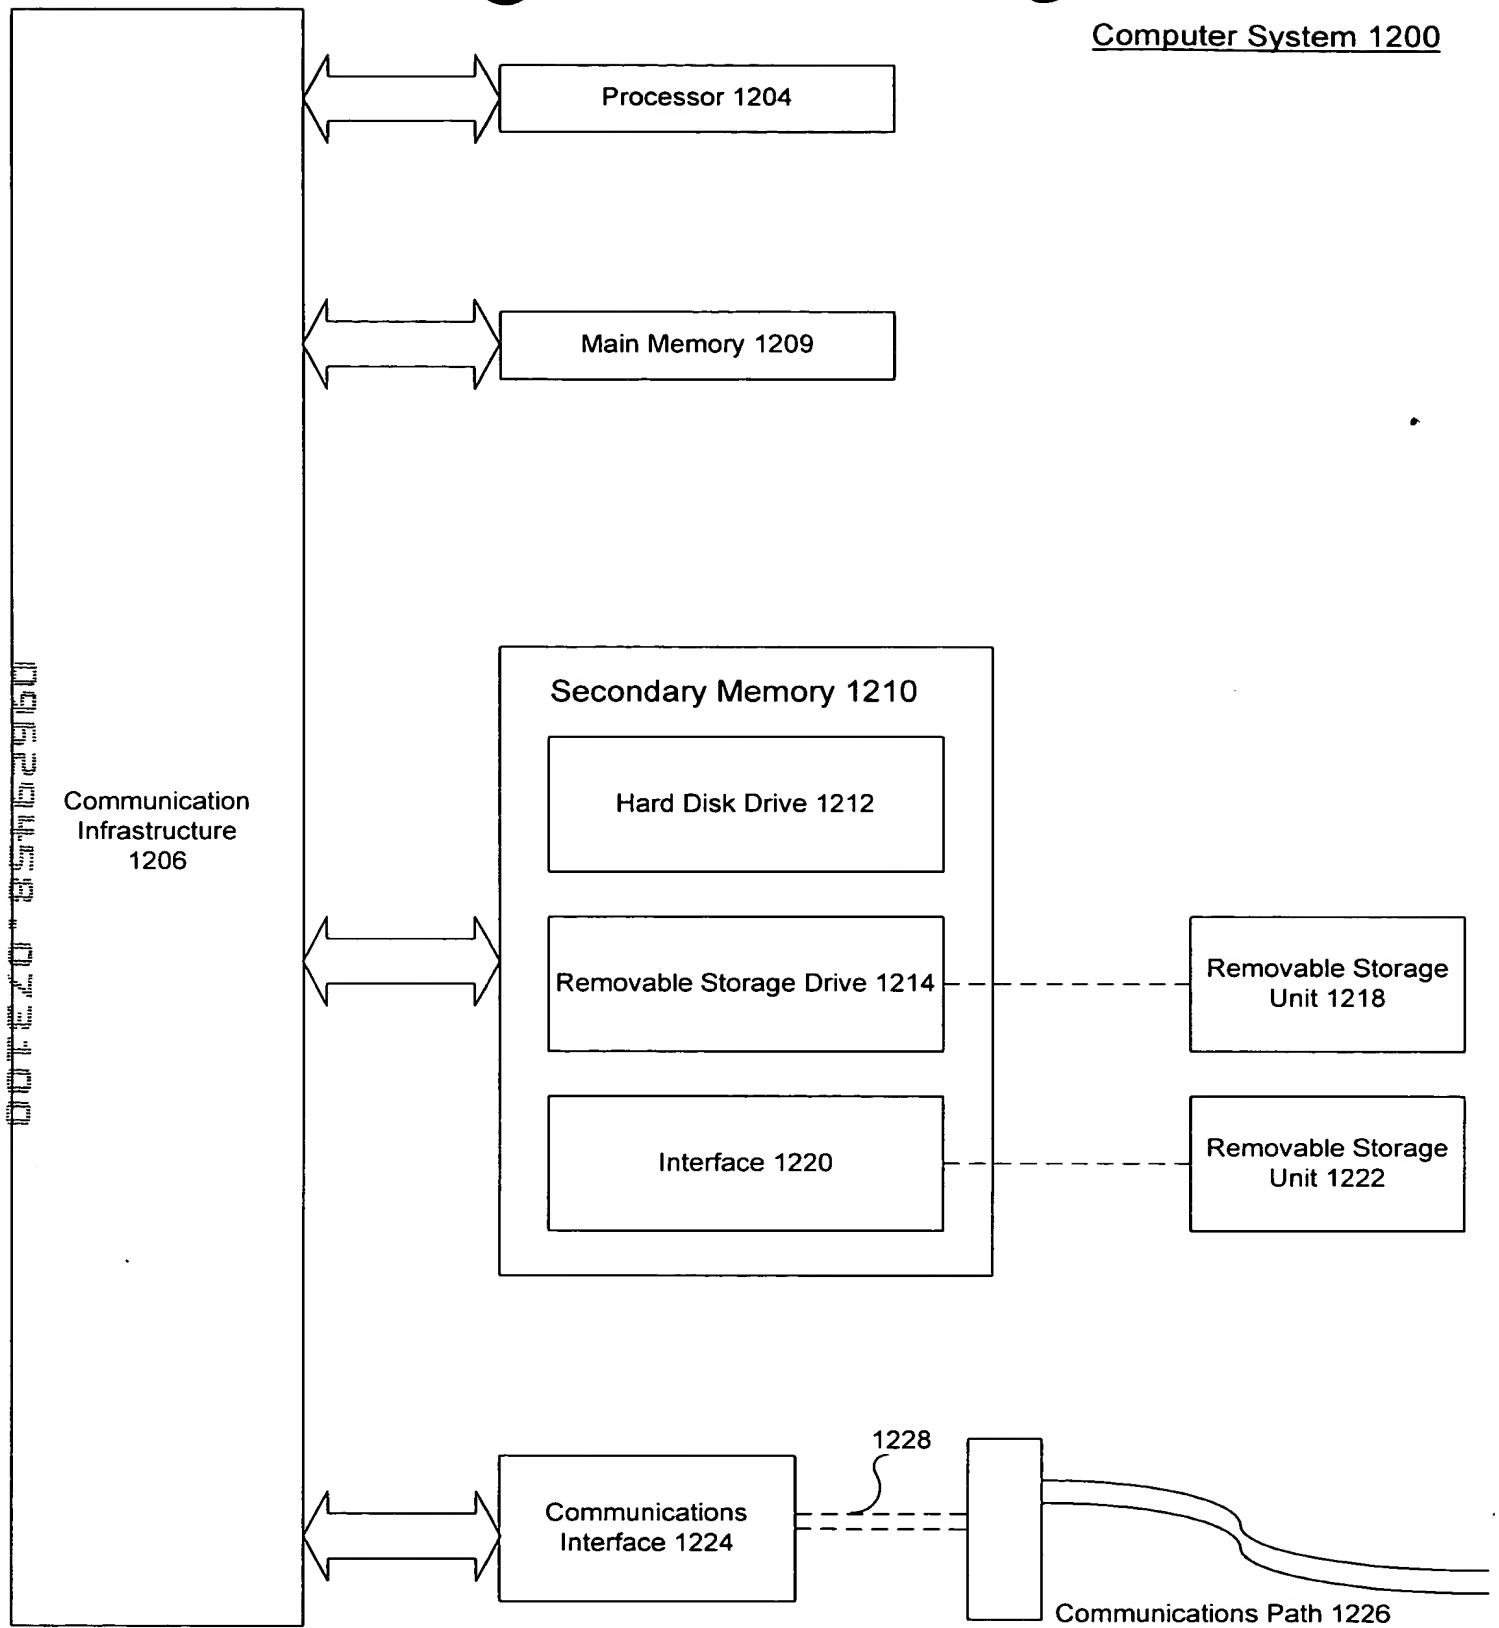 Computer System 1200
Processor 1204
Main Memory 1209
Secondary Memory 1210
Hard Disk Drive 1212
Communication
Infrastructure
1206
Removable Storage Drive 1214
Removable Storage
Unit 1218
Interface 1220
Removable Storage
Unit 1222
1228
Communications
Interface 1224
Communications Path 1226
09629458.073100